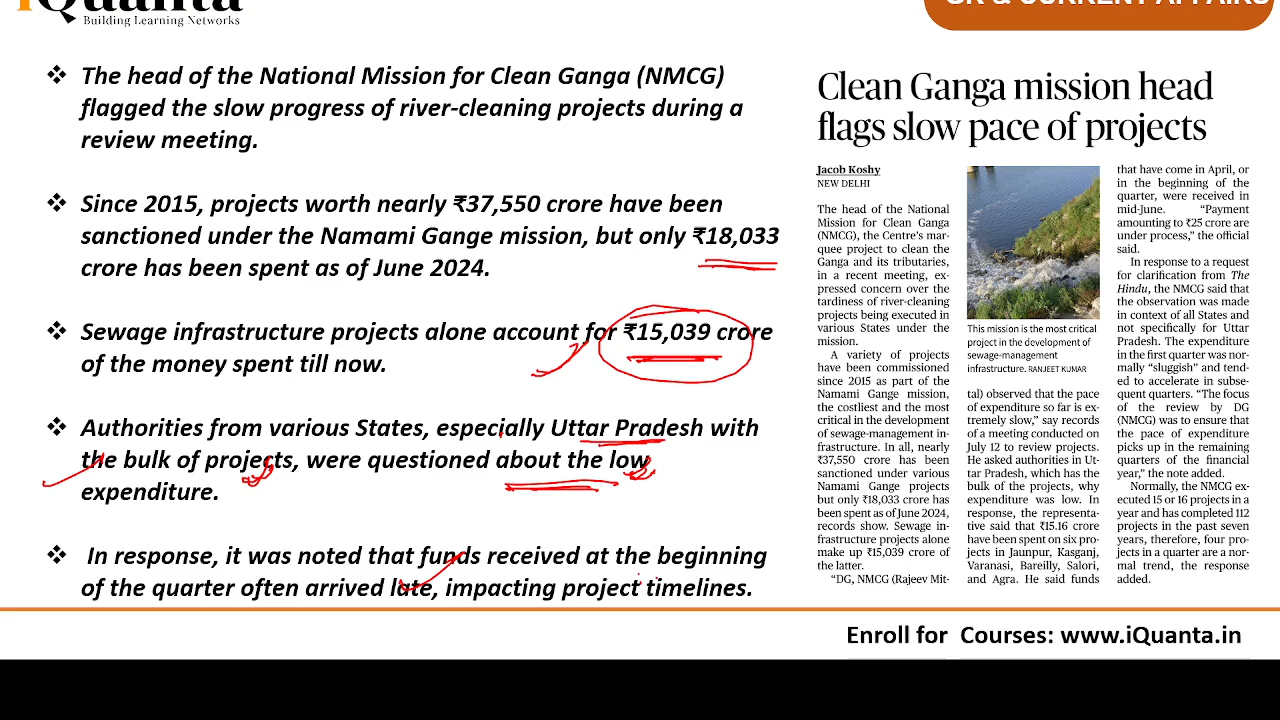 iQuanta
Building Learning Networks
GK & CURRENT AFFAIRS
❖ The head of the National Mission for Clean Ganga (NMCG)
flagged the slow progress of river-cleaning projects during a
review meeting.
❖ Since 2015, projects worth nearly ₹37,550 crore have been
sanctioned under the Namami Gange mission, but only ₹18,033
crore has been spent as of June 2024.
❖ Sewage infrastructure projects alone account for ₹15,039 crore
of the money spent till now.
❖ Authorities from various States, especially Uttar Pradesh with
the bulk of projects, were questioned about the low
expenditure.
❖ In response, it was noted that funds received at the beginning
of the quarter often arrived late, impacting project timelines.
Clean Ganga mission head
flags slow pace of projects
Jacob Koshy
NEW DELHI
The head of the National
Mission for Clean Ganga
(NMCG), the Centre's mar-
quee project to clean the
Ganga and its tributaries,
in a recent meeting, ex-
pressed concern over the
tardiness of river-cleaning
projects being executed in
various States under the
mission.
A variety of projects
have been commissioned
since 2015 as part of the
Namami Gange mission,
the costliest and the most
critical in the development
of sewage-management in-
frastructure. In all, nearly
₹37,550 crore has been
sanctioned under various
Namami Gange projects
but only ₹18,033 crore has
been spent as of June 2024,
records show. Sewage in-
frastructure projects alone
make up ₹15,039 crore of
the latter.
"DG, NMCG (Rajeev Mit-
This mission is the most critical
project in the development of
sewage-management
infrastructure. RANJEET KUMAR
tal) observed that the pace
of expenditure so far is ex-
tremely slow," say records
of a meeting conducted on
July 12 to review projects.
He asked authorities in Ut-
tar Pradesh, which has the
bulk of the projects, why
expenditure was low. In
response, the representa-
tive said that ₹15.16 crore
have been spent on six pro-
jects in Jaunpur, Kasganj,
Varanasi, Bareilly, Salori,
and Agra. He said funds
that have come in April, or
in the beginning of the
quarter, were received in
mid-June. "Payment
amounting to ₹25 crore are
under process," the official
said.
In response to a request
for clarification from The
Hindu, the NMCG said that
the observation was made
in context of all States and
not specifically for Uttar
Pradesh. The expenditure
in the first quarter was nor-
mally "sluggish" and tend-
ed to accelerate in subse-
quent quarters. "The focus
of the review by DG
(NMCG) was to ensure that
the pace of expenditure
picks up in the remaining
quarters of the financial
year," the note added.
Normally, the NMCG ex-
ecuted 15 or 16 projects in a
year and has completed 112
projects in the past seven
years, therefore, four pro-
jects in a quarter are a nor-
mal trend, the response
added.
Enroll for Courses: www.iQuanta.in